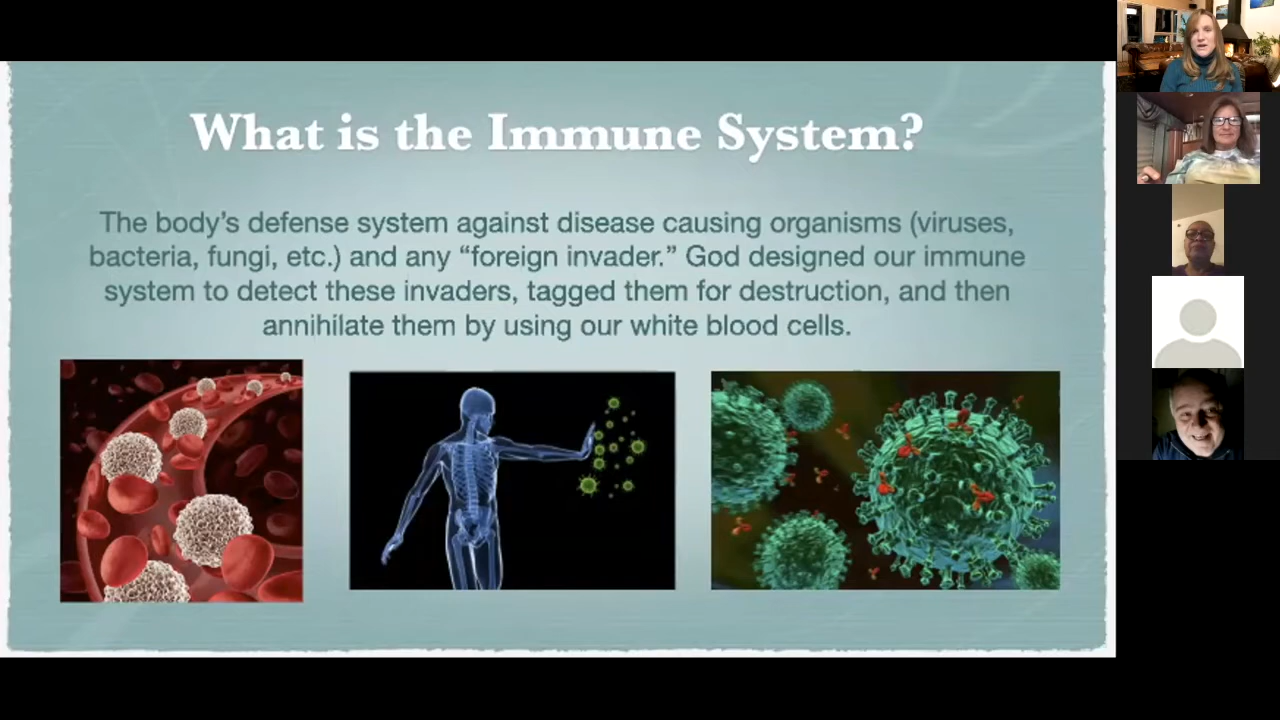 What is the Immune System?
The body's defense system against disease causing organisms (viruses,
bacteria, fungi, etc.) and any “foreign invader.” God designed our immune
system to detect these invaders, tagged them for destruction, and then
annihilate them by using our white blood cells.